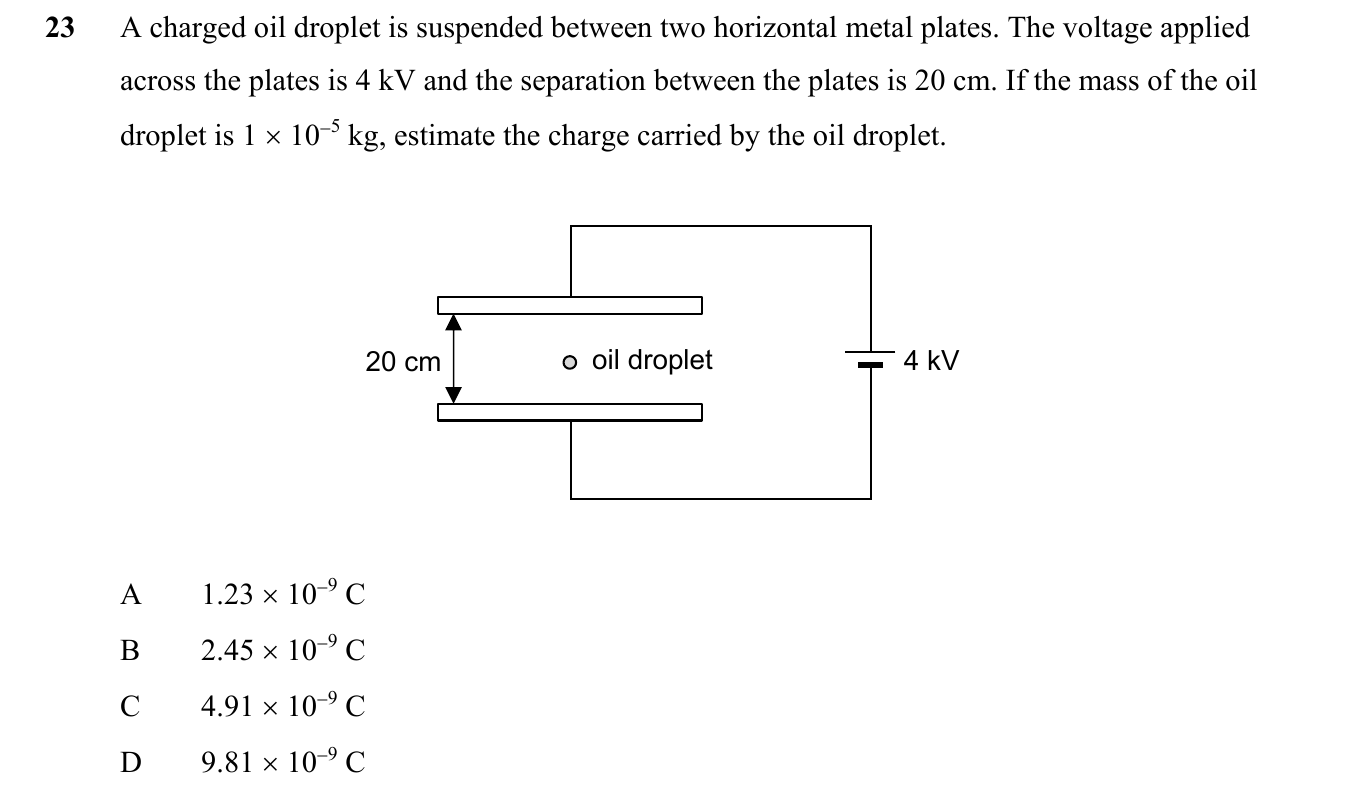 23 A charged oil droplet is suspended between two horizontal metal plates. The voltage applied
across the plates is 4 kV and the separation between the plates is 20 cm. If the mass of the oil
droplet is 1 × 10⁻⁵ kg, estimate the charge carried by the oil droplet.
20 cm
oil droplet
4 kV
A 1.23 × 10⁻⁹ C
B 2.45 × 10⁻⁹ C
C 4.91 × 10⁻⁹ C
D 9.81 × 10⁻⁹ C